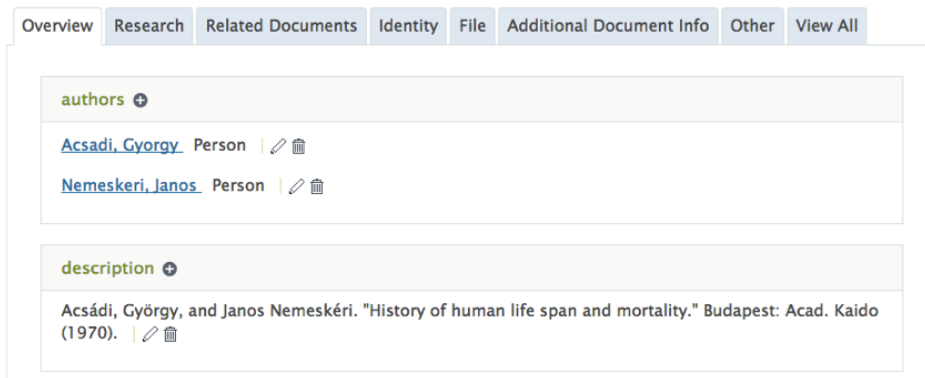 Overview Research Related Documents Identity File Additional Document Info Other View All
authors
Acsadi, Gyorgy Person
Nemeskeri, Janos Person
description
Acsádi, György, and Janos Nemeskéri. "History of human life span and mortality." Budapest: Acad. Kaido
(1970).